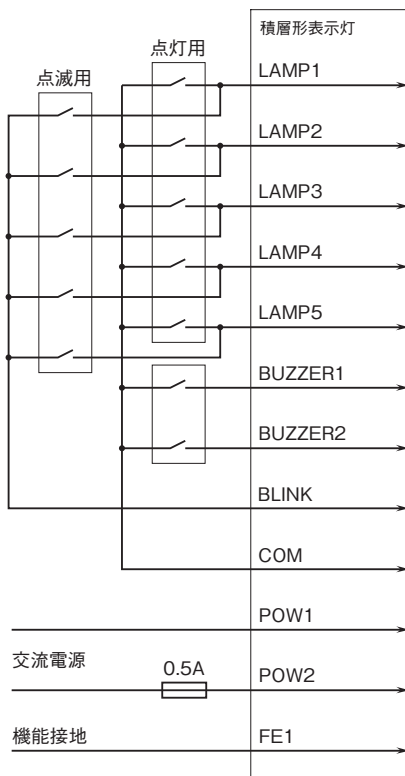 積層形表示灯
点灯用
点滅用
LAMP1
LAMP2
LAMP3
LAMP4
LAMP5
BUZZER1
BUZZER2
BLINK
COM
POW1
交流電源
0.5A
POW2
機能接地
FE1